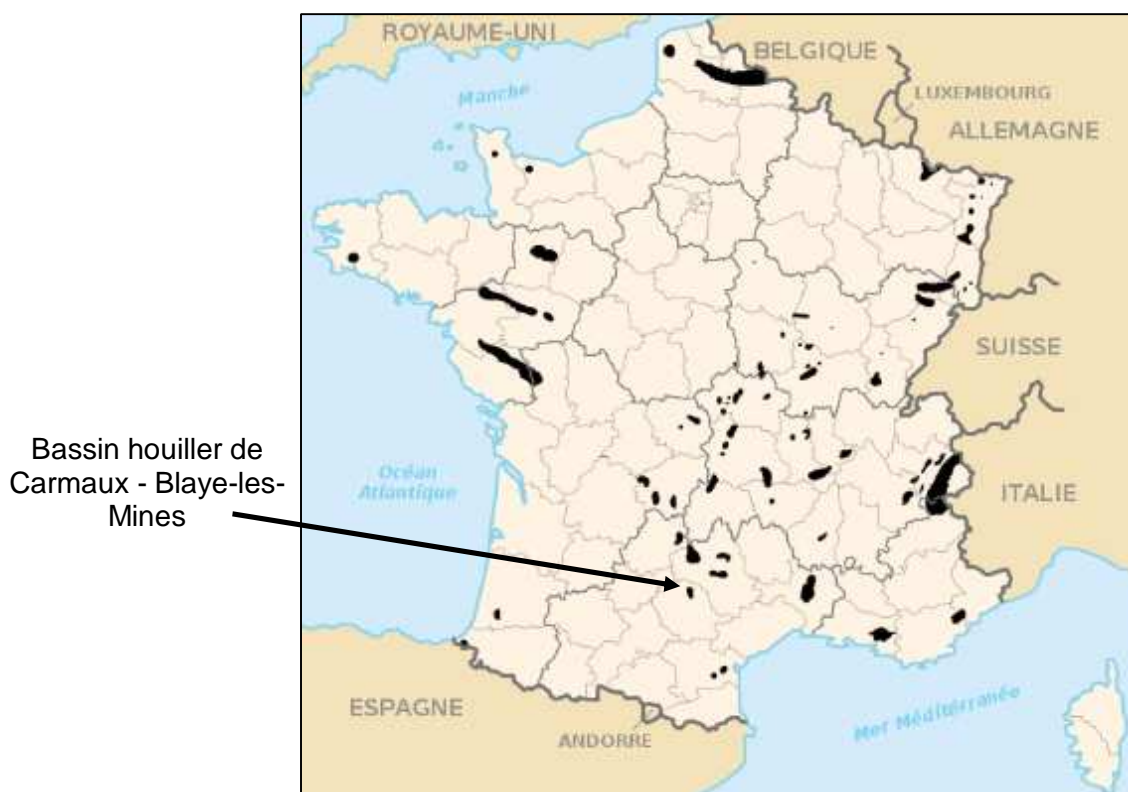 ROYAUME-UNI
BELGIQUE
LUXEMBOURG
Manche
ALLEMAGNE
SUISSE
Bassin houiller de
Carmaux - Blaye-les-
Mines
Océan
Atlantique
ITALIE
ESPAGNE
ANDORRE
Mer Méditérranée